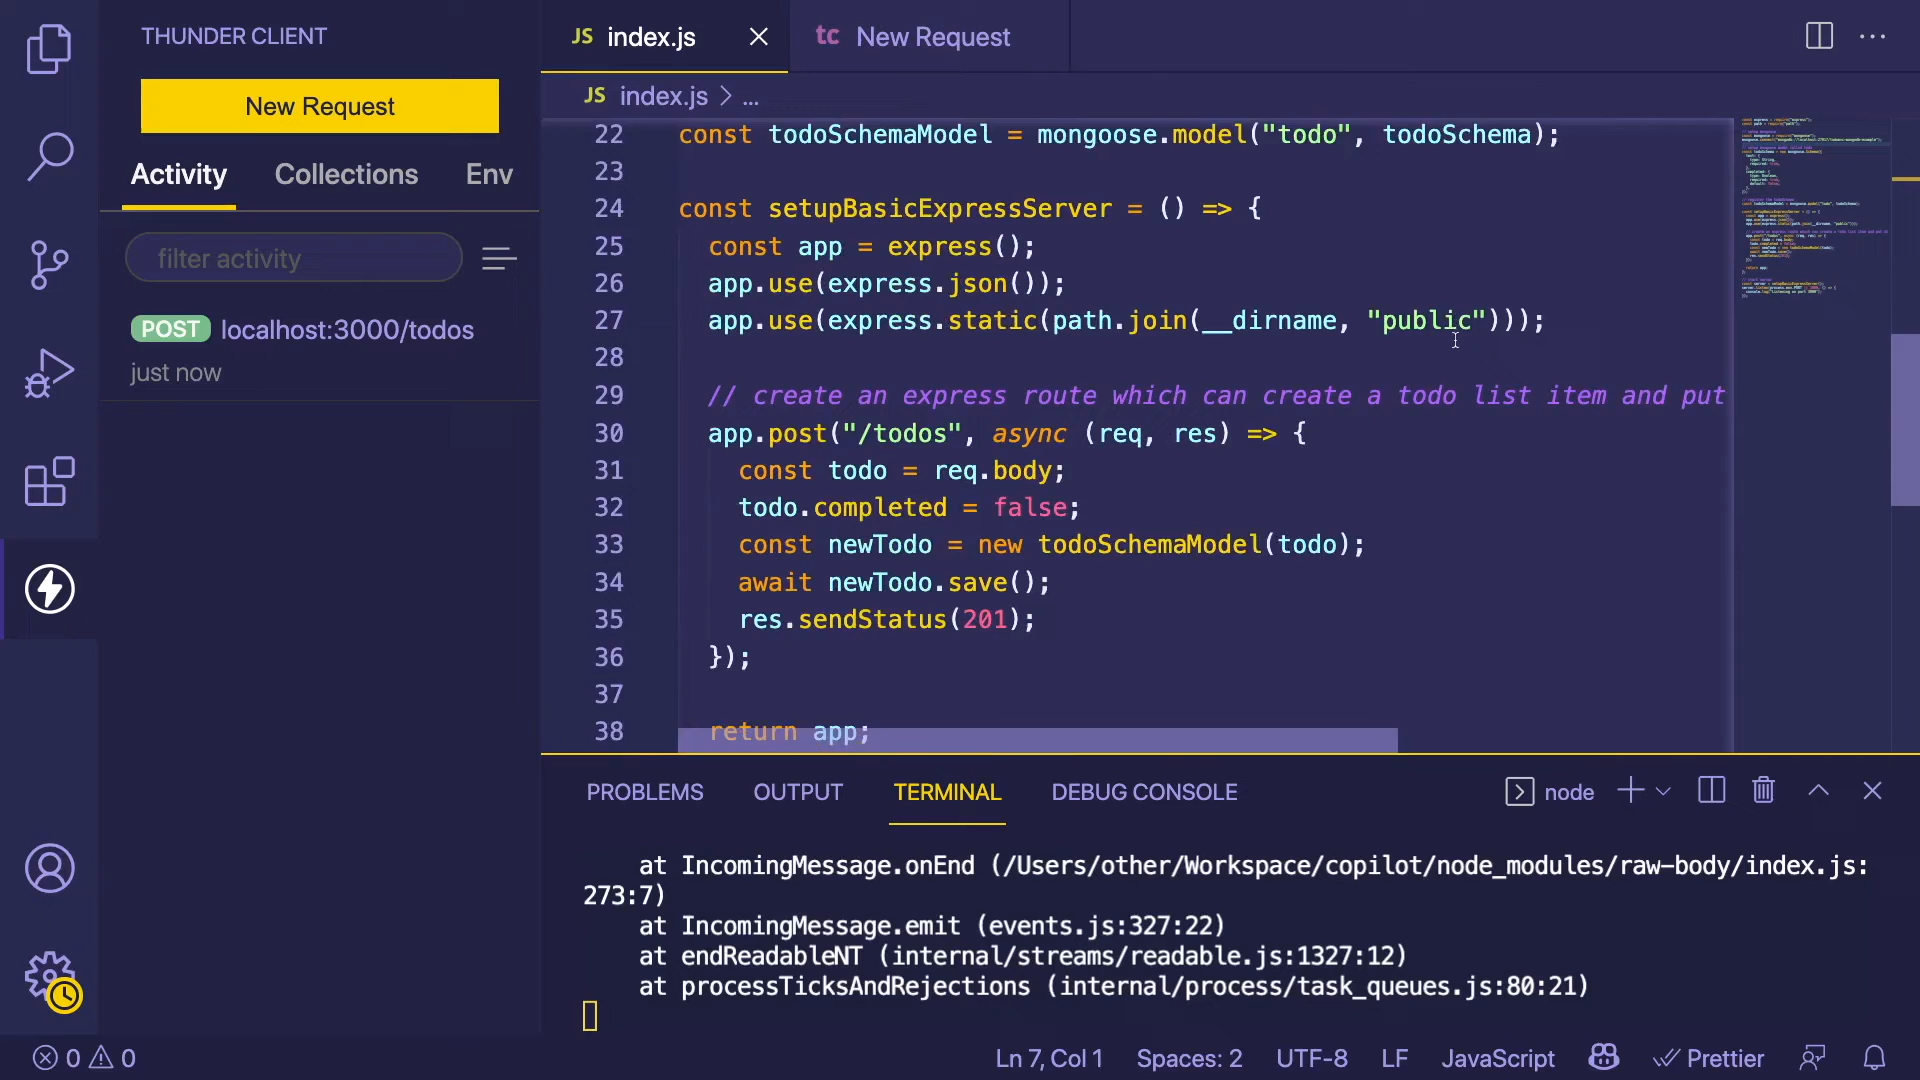 THUNDER CLIENT
New Request
Activity Collections Env
filter activity
POST localhost:3000/todos
just now
JS index.js
tc New Request
JS index.js > ...
22 const todoSchemaModel = mongoose.model("todo", todoSchema);
23
24 const setupBasicExpressServer = () => {
25 const app = express();
26 app.use(express.json());
27 app.use(express.static(path.join(__dirname, "public")));
28
29 // create an express route which can create a todo list item and put
30 app.post("/todos", async (req, res) => {
31 const todo = req.body;
32 todo.completed = false;
33 const newTodo = new todoSchemaModel(todo);
34 await newTodo.save();
35 res.sendStatus(201);
36 });
37
38 return app;
PROBLEMS OUTPUT TERMINAL DEBUG CONSOLE
node
at IncomingMessage.onEnd (/Users/other/Workspace/copilot/node_modules/raw-body/index.js:
273:7)
at IncomingMessage.emit (events.js:327:22)
at endReadableNT (internal/streams/readable.js:1327:12)
at processTicksAndRejections (internal/process/task_queues.js:80:21)
0 0
Ln 7, Col 1 Spaces: 2 UTF-8 LF JavaScript Prettier